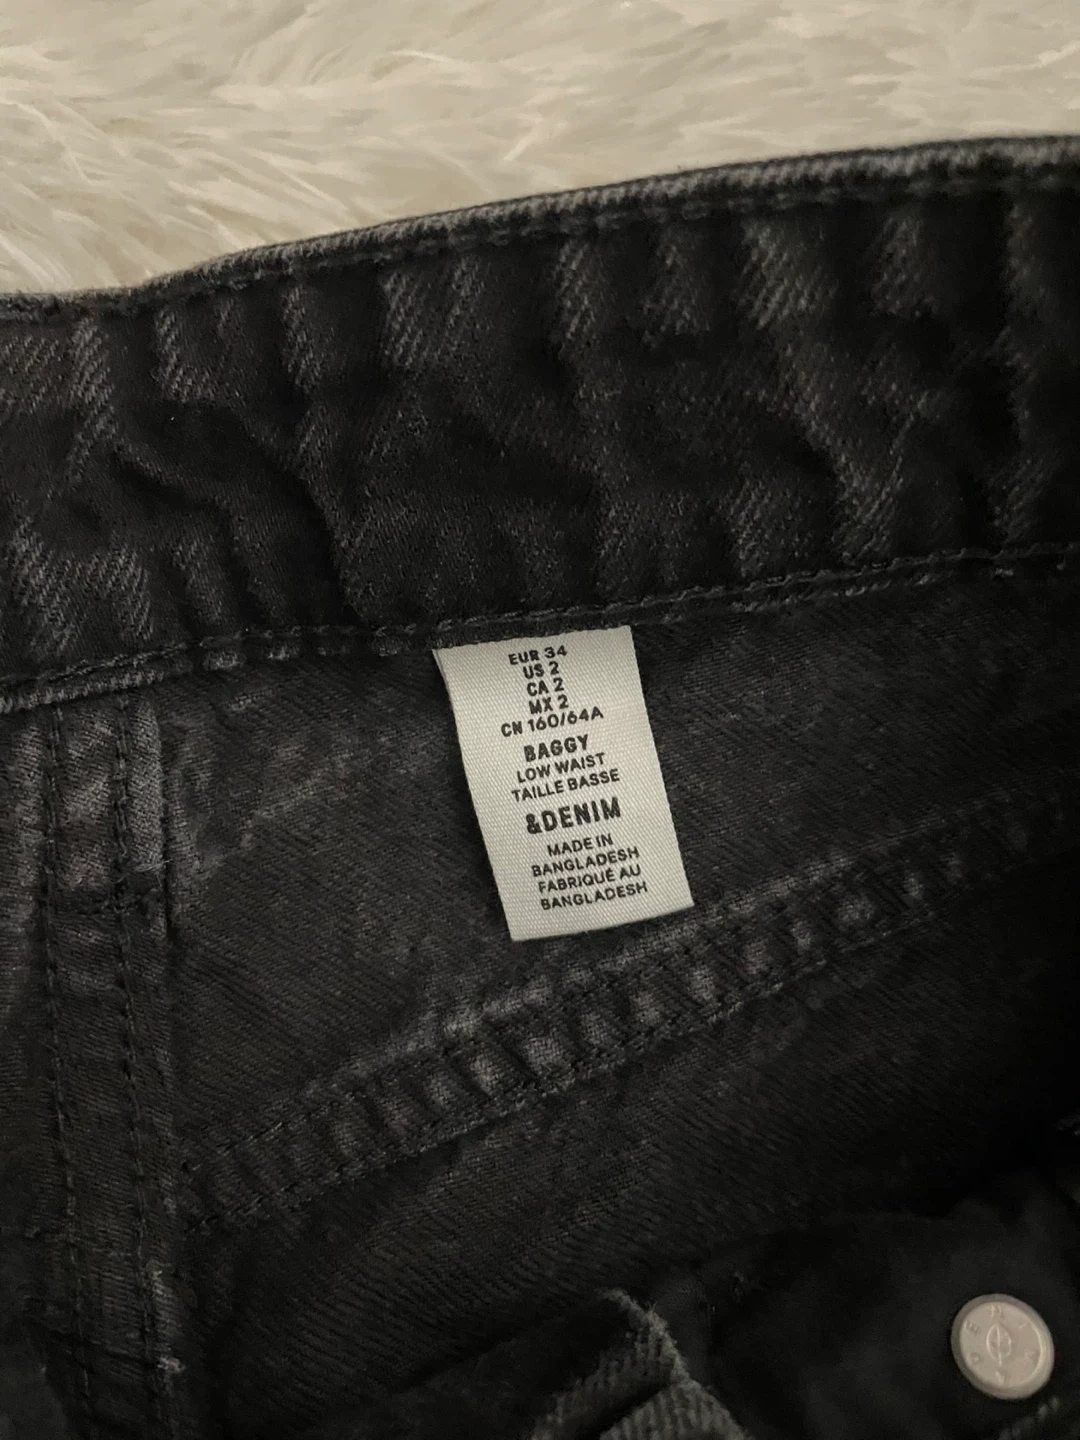 EUR 34
US 2
CA 2
MX 2
CN 160/64A
BAGGY
LOW WAIST
TAILLE BASSE
&DENIM
MADE IN
BANGLADESH
FABRIQUÉ AU
BANGLADESH